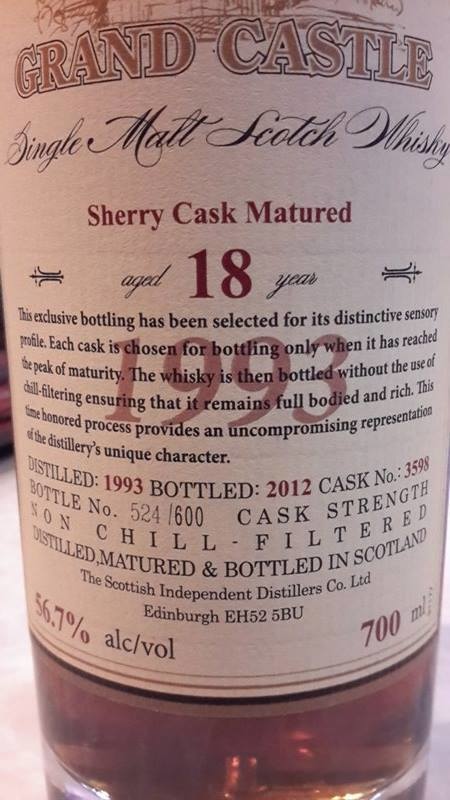 GRAND CASTLE
Single Malt Scotch Whisky
Sherry Cask Matured
aged 18 year
1993
This exclusive bottling has been selected for its distinctive sensory
profile. Each cask is chosen for bottling only when it has reached
the peak of maturity. The whisky is then bottled without the use of
chill-filtering ensuring that it remains full bodied and rich. This
time honored process provides an uncompromising representation
of the distillery's unique character.
DISTILLED: 1993 BOTTLED: 2012 CASK No.: 3598
BOTTLE No. 524/600 CASK STRENGTH
NON CHILL-FILTERED
DISTILLED,MATURED & BOTTLED IN SCOTLAND
The Scottish Independent Distillers Co. Ltd
Edinburgh EH52 5BU
56.7% alc/vol 700 ml